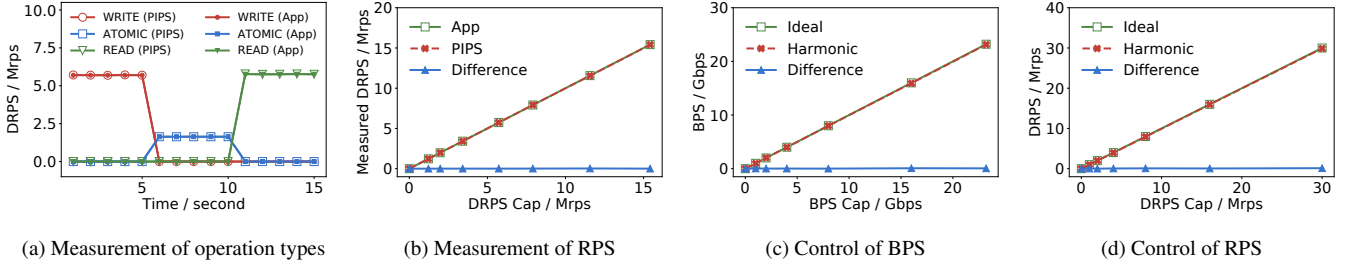 10.0
7.5
5.0
2.5
0.0
DRPS / Mrps
WRITE (PIPS)
ATOMIC (PIPS)
READ (PIPS)
WRITE (App)
ATOMIC (App)
READ (App)
5 10 15
Time / second
(a) Measurement of operation types
20
15
10
5
0
Measured DRPS / Mrps
App
PIPS
Difference
0 5 10 15
DRPS Cap / Mrps
(b) Measurement of RPS
30
20
10
0
BPS / Gbps
Ideal
Harmonic
Difference
0 5 10 15 20
BPS Cap / Gbps
(c) Control of BPS
40
30
20
10
0
DRPS / Mrps
Ideal
Harmonic
Difference
0 10 20 30
DRPS Cap / Mrps
(d) Control of RPS